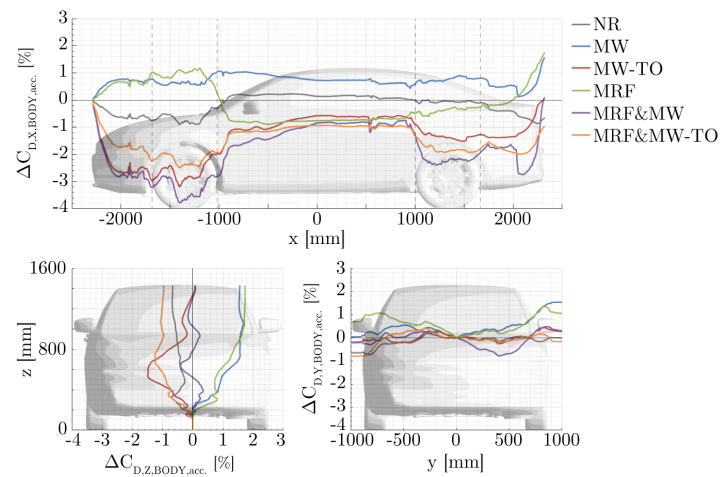 3
2
1
0
-1
-2
-3
-4
ΔC_D,X,BODY,acc. [%]
-2000 -1000 0 1000 2000
x [mm]
NR
MW
MW-TO
MRF
MRF&MW
MRF&MW-TO
1600
800
0
z [mm]
-4 -3 -2 -1 0 1 2 3
ΔC_D,Z,BODY,acc. [%]
3
2
1
0
-1
-2
-3
-4
ΔC_D,Y,BODY,acc. [%]
-1000 -500 0 500 1000
y [mm]